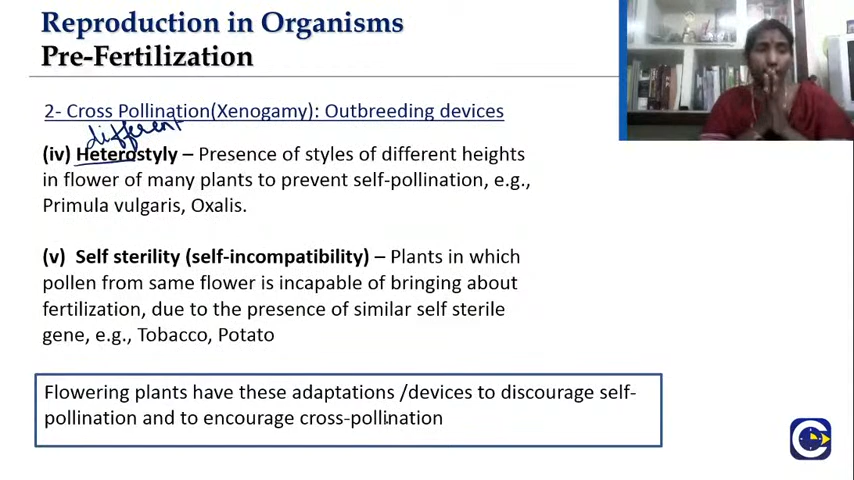 Reproduction in Organisms
Pre-Fertilization
2- Cross Pollination(Xenogamy): Outbreeding devices
different
(iv) Heterostyly – Presence of styles of different heights
in flower of many plants to prevent self-pollination, e.g.,
Primula vulgaris, Oxalis.
(v) Self sterility (self-incompatibility) – Plants in which
pollen from same flower is incapable of bringing about
fertilization, due to the presence of similar self sterile
gene, e.g., Tobacco, Potato
Flowering plants have these adaptations /devices to discourage self-
pollination and to encourage cross-pollination